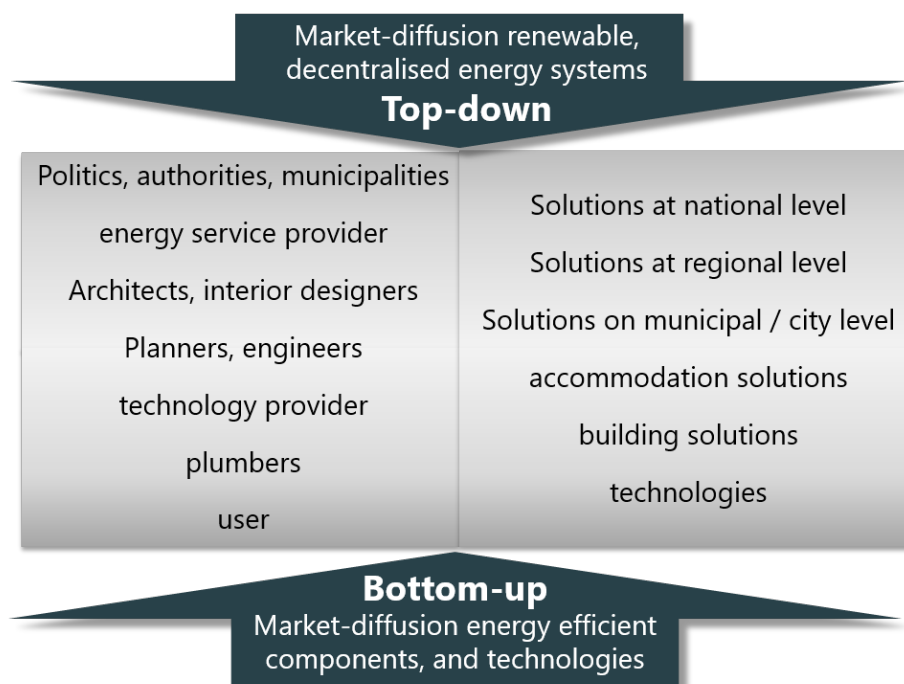 Market-diffusion renewable,
decentralised energy systems
Top-down
Politics, authorities, municipalities
energy service provider
Architects, interior designers
Planners, engineers
technology provider
plumbers
user
Solutions at national level
Solutions at regional level
Solutions on municipal / city level
accommodation solutions
building solutions
technologies
Bottom-up
Market-diffusion energy efficient
components, and technologies